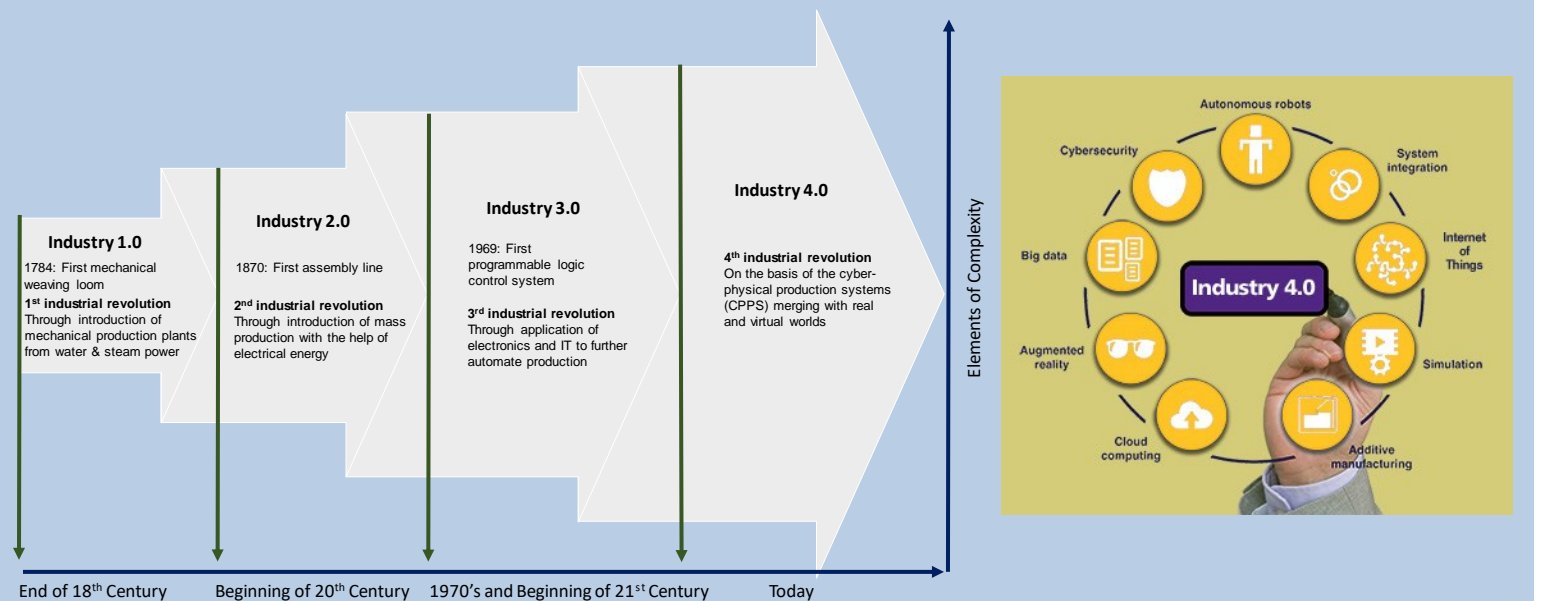 Industry 1.0
1784: First mechanical
weaving loom
1st industrial revolution
Through introduction of
mechanical production plants
from water & steam power
Industry 2.0
1870: First assembly line
2nd industrial revolution
Through introduction of mass
production with the help of
electrical energy
Industry 3.0
1969: First
programmable logic
control system
3rd industrial revolution
Through application of
electronics and IT to further
automate production
Industry 4.0
4th industrial revolution
On the basis of the cyber-
physical production systems
(CPPS) merging with real
and virtual worlds
End of 18th Century
Beginning of 20th Century
1970's and Beginning of 21st Century
Today
Elements of Complexity
Autonomous robots
System
integration
Internet
of
Things
Simulation
Additive
manufacturing
Cloud
computing
Augmented
reality
Big data
Cybersecurity
Industry 4.0